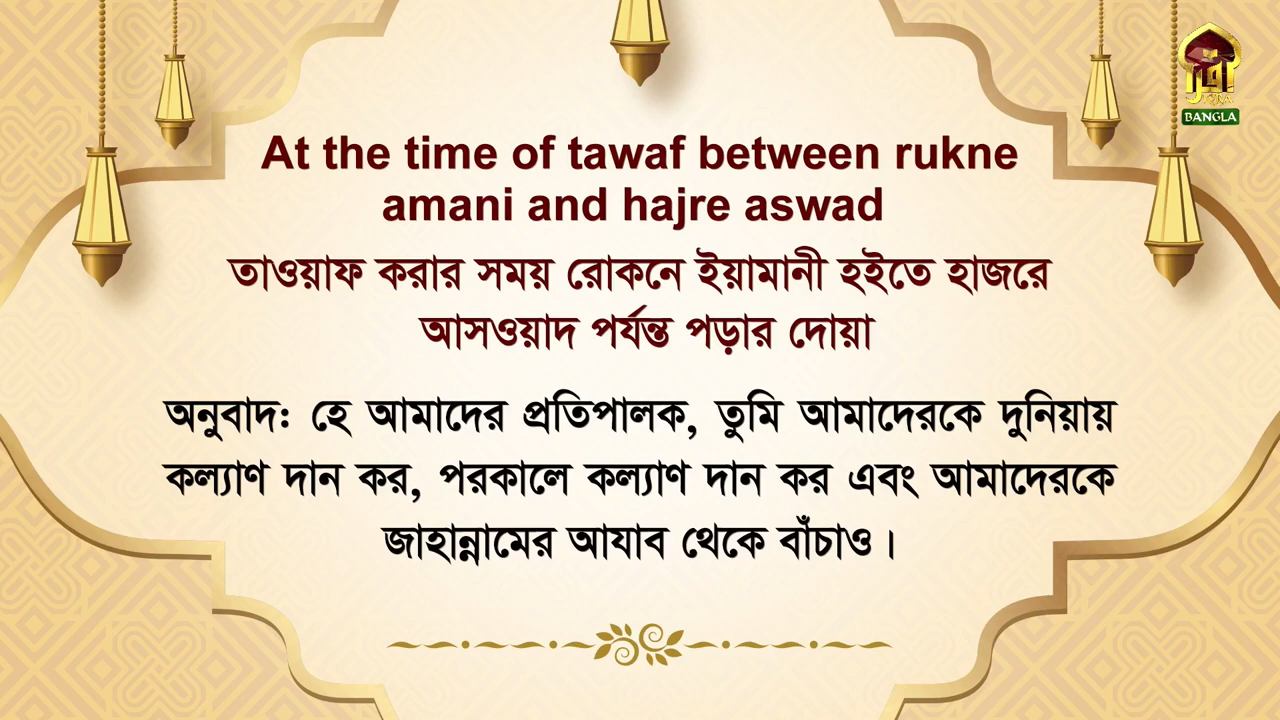 At the time of tawaf between rukne
amani and hajre aswad
তাওয়াফ করার সময় রোকনে ইয়ামানী হইতে হাজরে
আসওয়াদ পর্যন্ত পড়ার দোয়া
অনুবাদ: হে আমাদের প্রতিপালক, তুমি আমাদেরকে দুনিয়ায়
কল্যাণ দান কর, পরকালে কল্যাণ দান কর এবং আমাদেরকে
জাহান্নামের আযাব থেকে বাঁচাও।
BANGLA